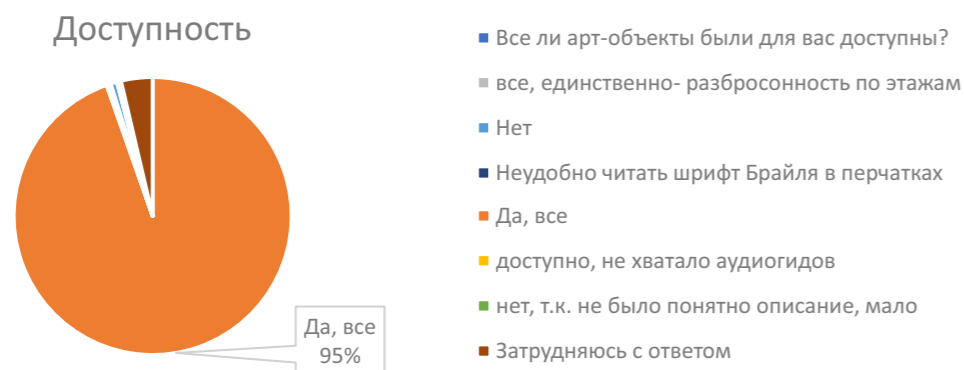 Доступность
Да, все
95%
Все ли арт-объекты были для вас доступны?
все, единственно- разбросонность по этажам
Нет
Неудобно читать шрифт Брайля в перчатках
Да, все
доступно, не хватало аудиогидов
нет, т.к. не было понятно описание, мало
Затрудняюсь с ответом